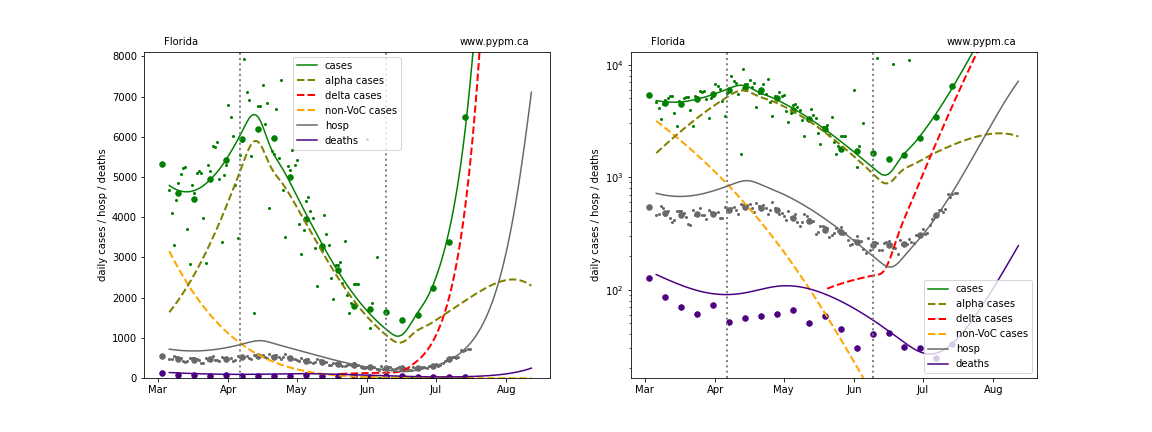 Florida
www.pypm.ca
daily cases / hosp / deaths
8000
7000
6000
5000
4000
3000
2000
1000
0
Mar
Apr
May
Jun
Jul
Aug
cases
alpha cases
delta cases
non-VoC cases
hosp
deaths
Florida
www.pypm.ca
daily cases / hosp / deaths
10⁴
10³
10²
Mar
Apr
May
Jun
Jul
Aug
cases
alpha cases
delta cases
non-VoC cases
hosp
deaths